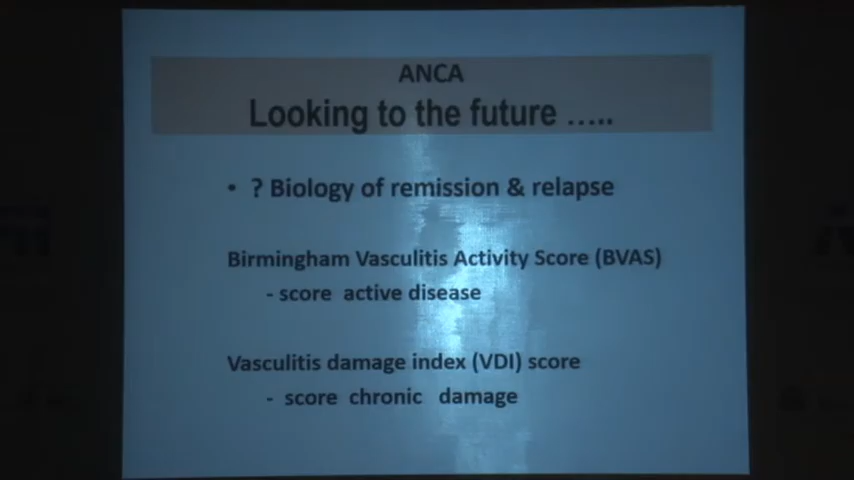 ANCA
Looking to the future .....
• ? Biology of remission & relapse
Birmingham Vasculitis Activity Score (BVAS)
- score active disease
Vasculitis damage index (VDI) score
- score chronic damage